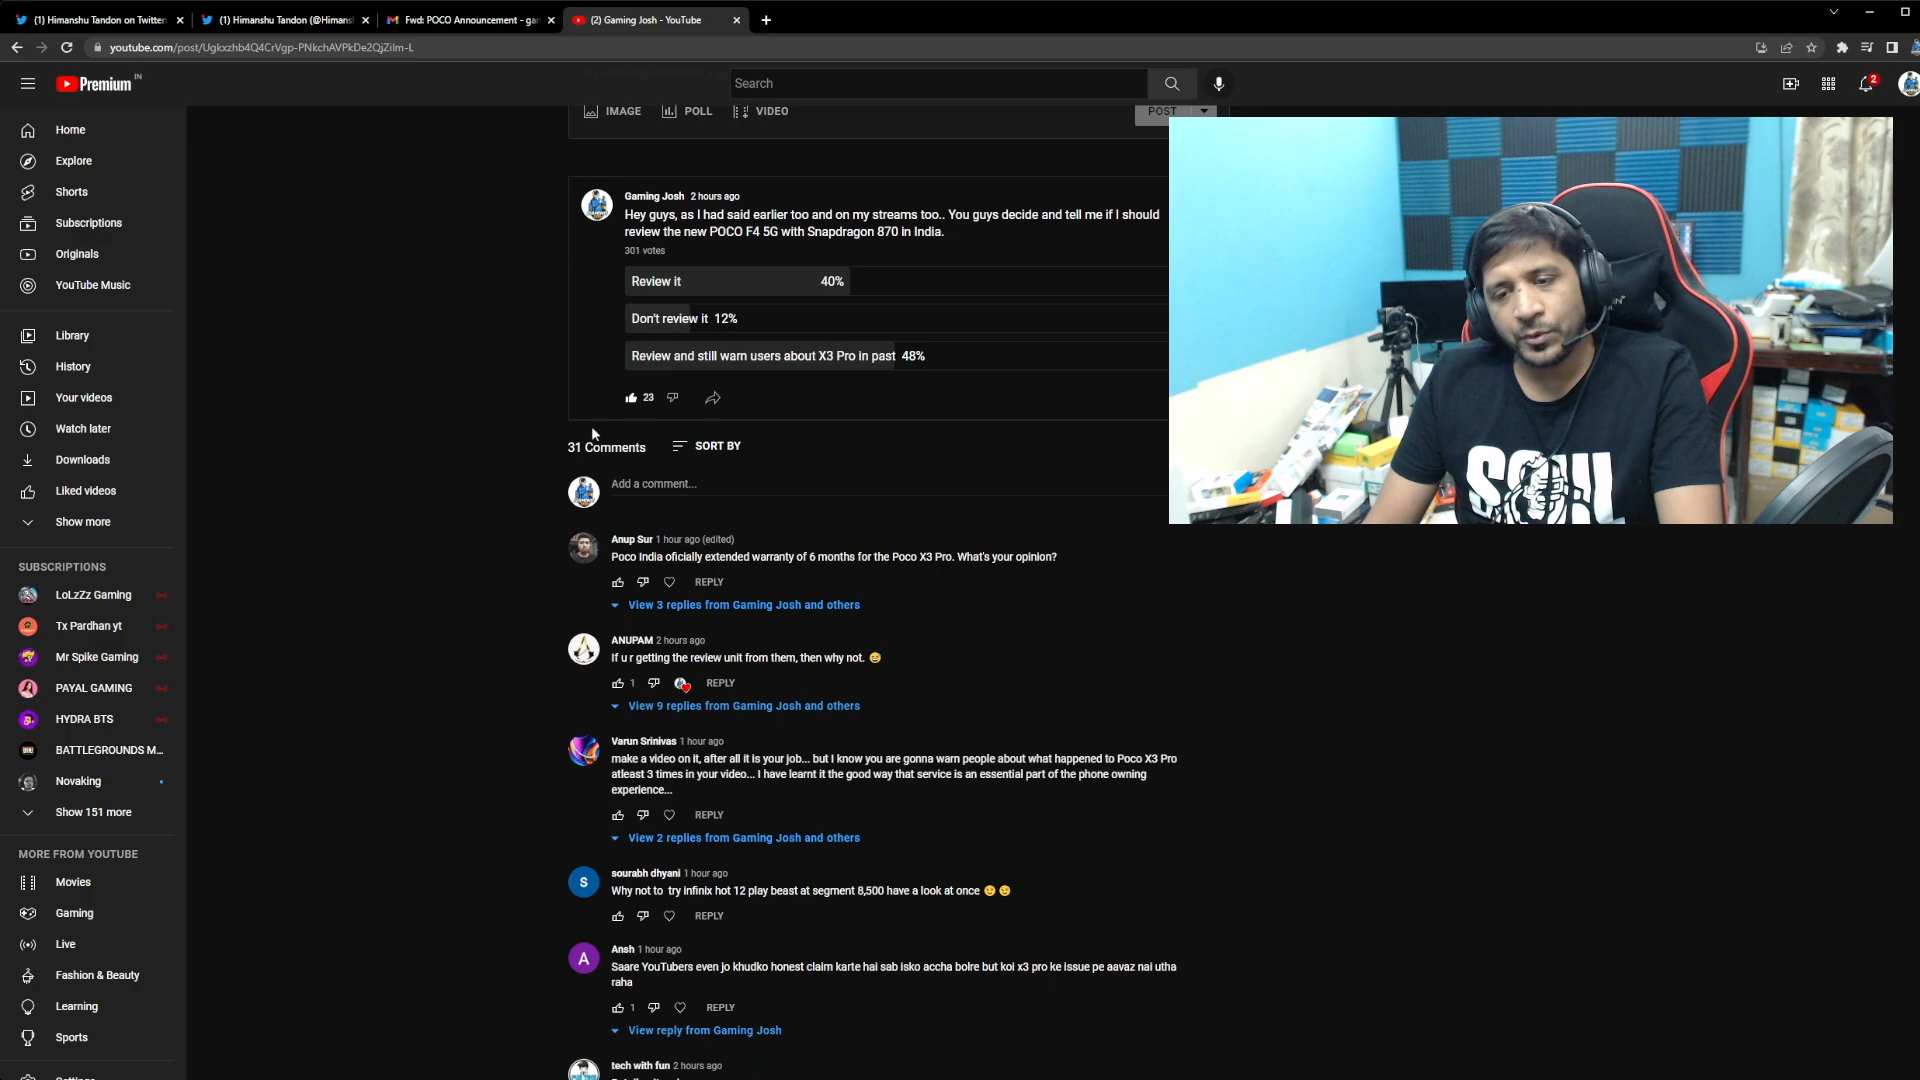 (1) Himanshu Tandon on Twitter:
(1) Himanshu Tandon (@Himans
Fwd: POCO Announcement - ga
(2) Gaming Josh - YouTube
youtube.com/post/Ugkxzhb4Q4CrVgp-PNkchAVPkDe2QjZilm-L
Premium IN
Search
2
IMAGE
POLL
VIDEO
POST
Home
Explore
Shorts
Subscriptions
Originals
YouTube Music
Library
History
Your videos
Watch later
Downloads
Liked videos
Show more
SUBSCRIPTIONS
LoLzZz Gaming
Tx Pardhan yt
Mr Spike Gaming
PAYAL GAMING
HYDRA BTS
BATTLEGROUNDS M...
Novaking
Show 151 more
MORE FROM YOUTUBE
Movies
Gaming
Live
Fashion & Beauty
Learning
Sports
Gaming Josh 2 hours ago
Hey guys, as I had said earlier too and on my streams too.. You guys decide and tell me if I should
review the new POCO F4 5G with Snapdragon 870 in India.
301 votes
Review it 40%
Don't review it 12%
Review and still warn users about X3 Pro in past 48%
23
31 Comments
SORT BY
Add a comment...
Anup Sur 1 hour ago (edited)
Poco India oficially extended warranty of 6 months for the Poco X3 Pro. What's your opinion?
REPLY
View 3 replies from Gaming Josh and others
ANUPAM 2 hours ago
If u r getting the review unit from them, then why not. 😅
1 REPLY
View 9 replies from Gaming Josh and others
Varun Srinivas 1 hour ago
make a video on it, after all it is your job... but I know you are gonna warn people about what happened to Poco X3 Pro
atleast 3 times in your video... I have learnt it the good way that service is an essential part of the phone owning
experience...
REPLY
View 2 replies from Gaming Josh and others
S
sourabh dhyani 1 hour ago
Why not to try infinix hot 12 play beast at segment 8,500 have a look at once
REPLY
A
Ansh 1 hour ago
Saare YouTubers even jo khudko honest claim karte hai sab isko accha bolre but koi x3 pro ke issue pe aavaz nai utha
raha
1 REPLY
View reply from Gaming Josh
tech with fun 2 hours ago
SOUL